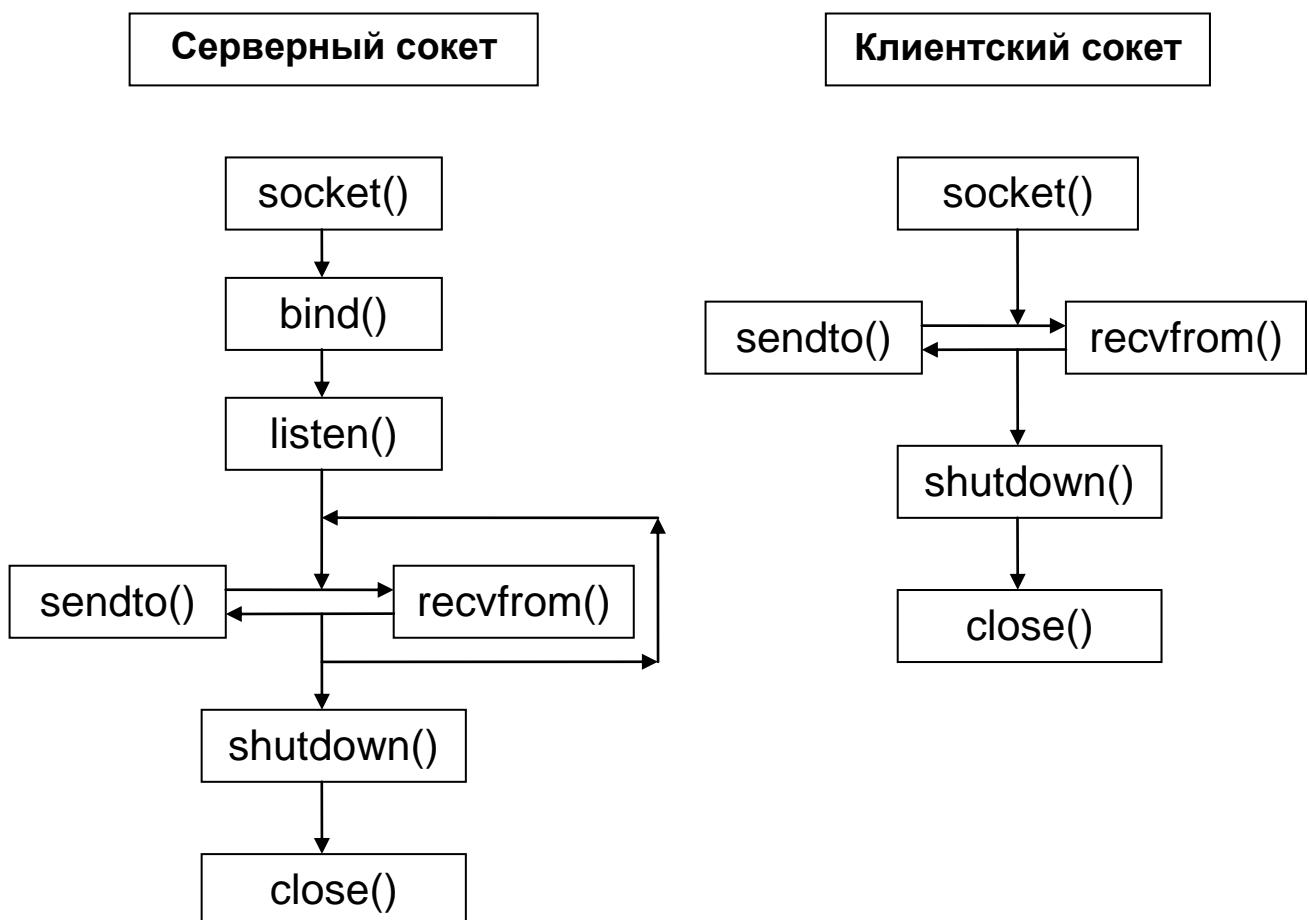 Серверный сокет
socket()
bind()
listen()
sendto()
recvfrom()
shutdown()
close()
Клиентский сокет
socket()
sendto()
recvfrom()
shutdown()
close()